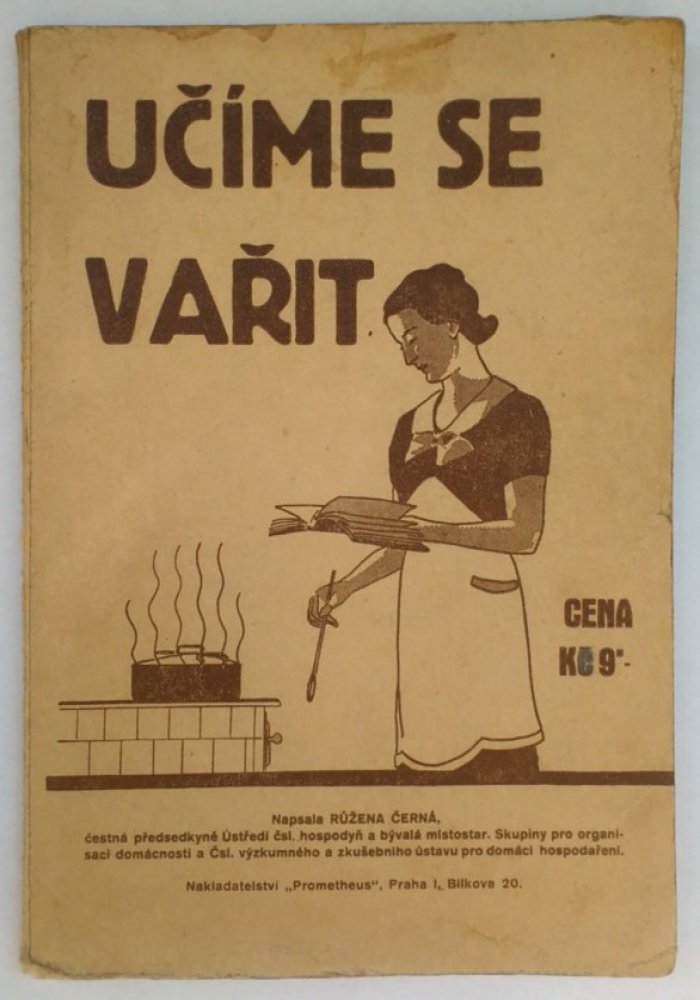 UČÍME SE
VAŘIT
CENA
Kč 9·-
Napsala RŮŽENA ČERNÁ,
čestná předsedkyně Ústředí čsl. hospodyň a bývalá místostar. Skupiny pro organi-
saci domácnosti a Čsl. výzkumného a zkušebního ústavu pro domácí hospodaření.
Nakladatelství „Prometheus“, Praha I, Bílkova 20.